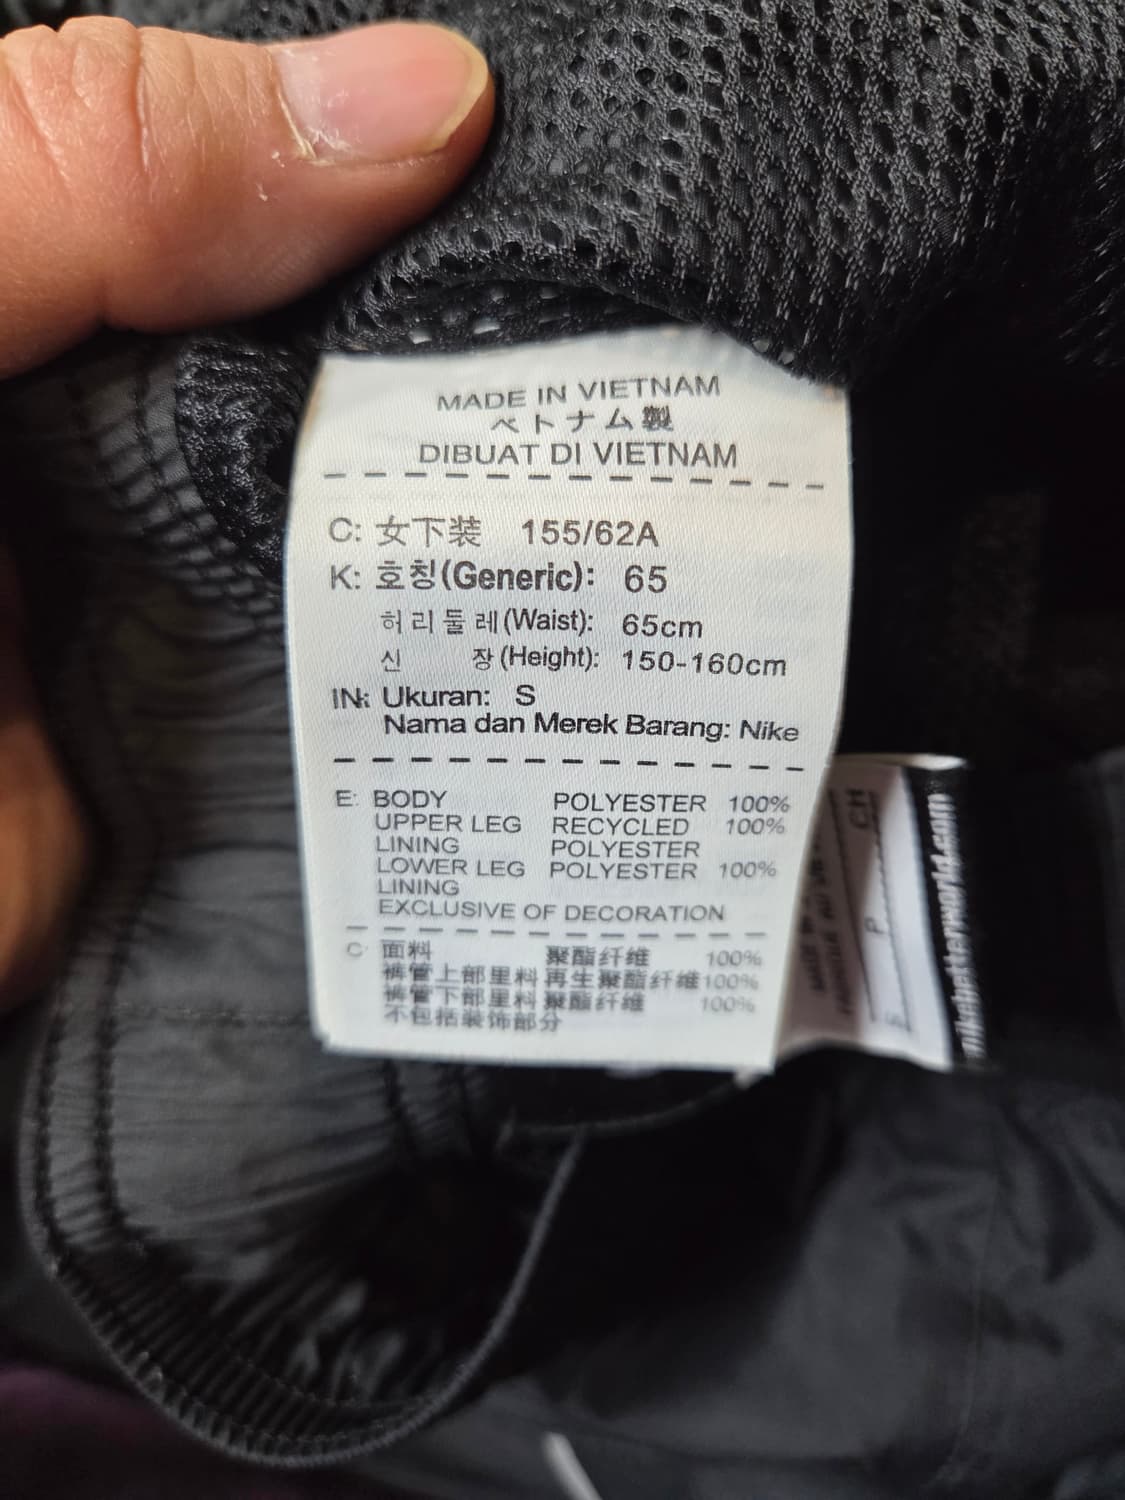 MADE IN VIETNAM
ベトナム製
DIBUAT DI VIETNAM
C: 女下装 155/62A
K: 호칭(Generic): 65
허리둘레(Waist): 65cm
신 장(Height): 150-160cm
IN: Ukuran: S
Nama dan Merek Barang: Nike
E: BODY POLYESTER 100%
UPPER LEG RECYCLED 100%
LINING POLYESTER
LOWER LEG POLYESTER 100%
LINING
EXCLUSIVE OF DECORATION
C: 面料 聚酯纤维 100%
裤管上部里料 再生聚酯纤维 100%
裤管下部里料 聚酯纤维 100%
不包括装饰部分
CH
P
nikebetterworld.com